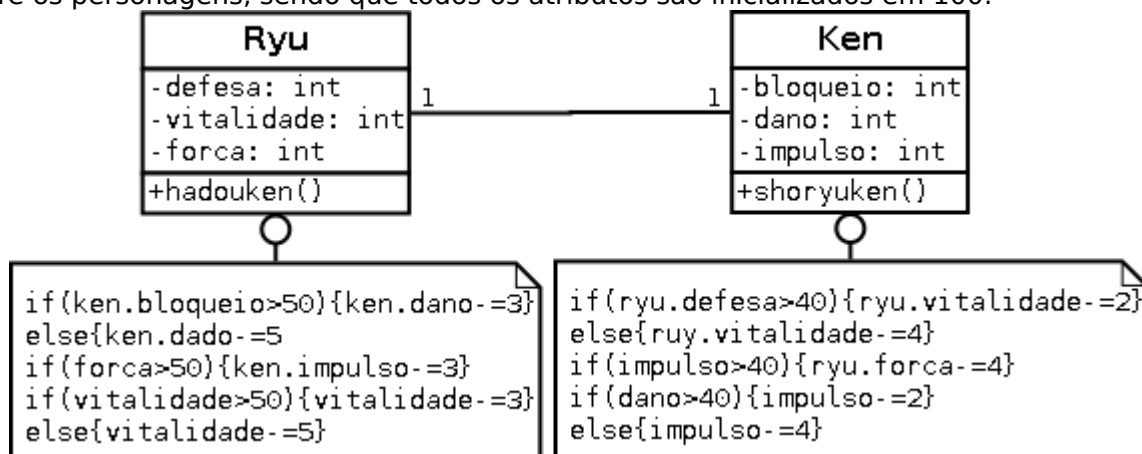 re os personagens, sendo que todos os atributos são inicializados em 100.
Ryu
-defesa: int
-vitalidade: int
-forca: int
+hadouken()
1
1
Ken
-bloqueio: int
-dano: int
-impulso: int
+shoryuken()
if(ken.bloqueio>50){ken.dano-=3}
else{ken.dado-=5
if(forca>50){ken.impulso-=3}
if(vitalidade>50){vitalidade-=3}
else{vitalidade-=5}
if(ryu.defesa>40){ryu.vitalidade-=2}
else{ruy.vitalidade-=4}
if(impulso>40){ryu.forca-=4}
if(dano>40){impulso-=2}
else{impulso-=4}